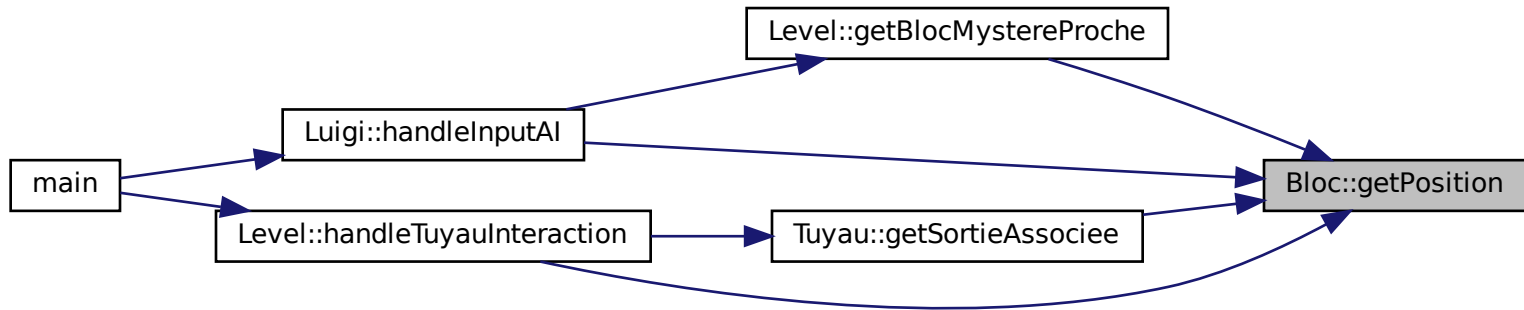 Level::getBlocMystereProche
Luigi::handleInputAI
main
Bloc::getPosition
Level::handleTuyauInteraction
Tuyau::getSortieAssociee